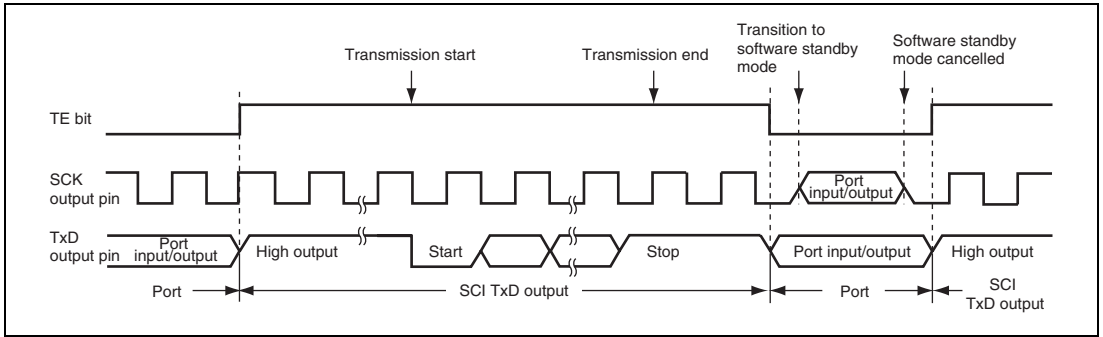 Transition to
software standby
mode
Software standby
mode cancelled
Transmission start
Transmission end
TE bit
SCK
output pin
Port
input/output
TxD
output pin
Port
input/output
High output
Start
Stop
Port input/output
High output
Port
SCI TxD output
Port
SCI
TxD output